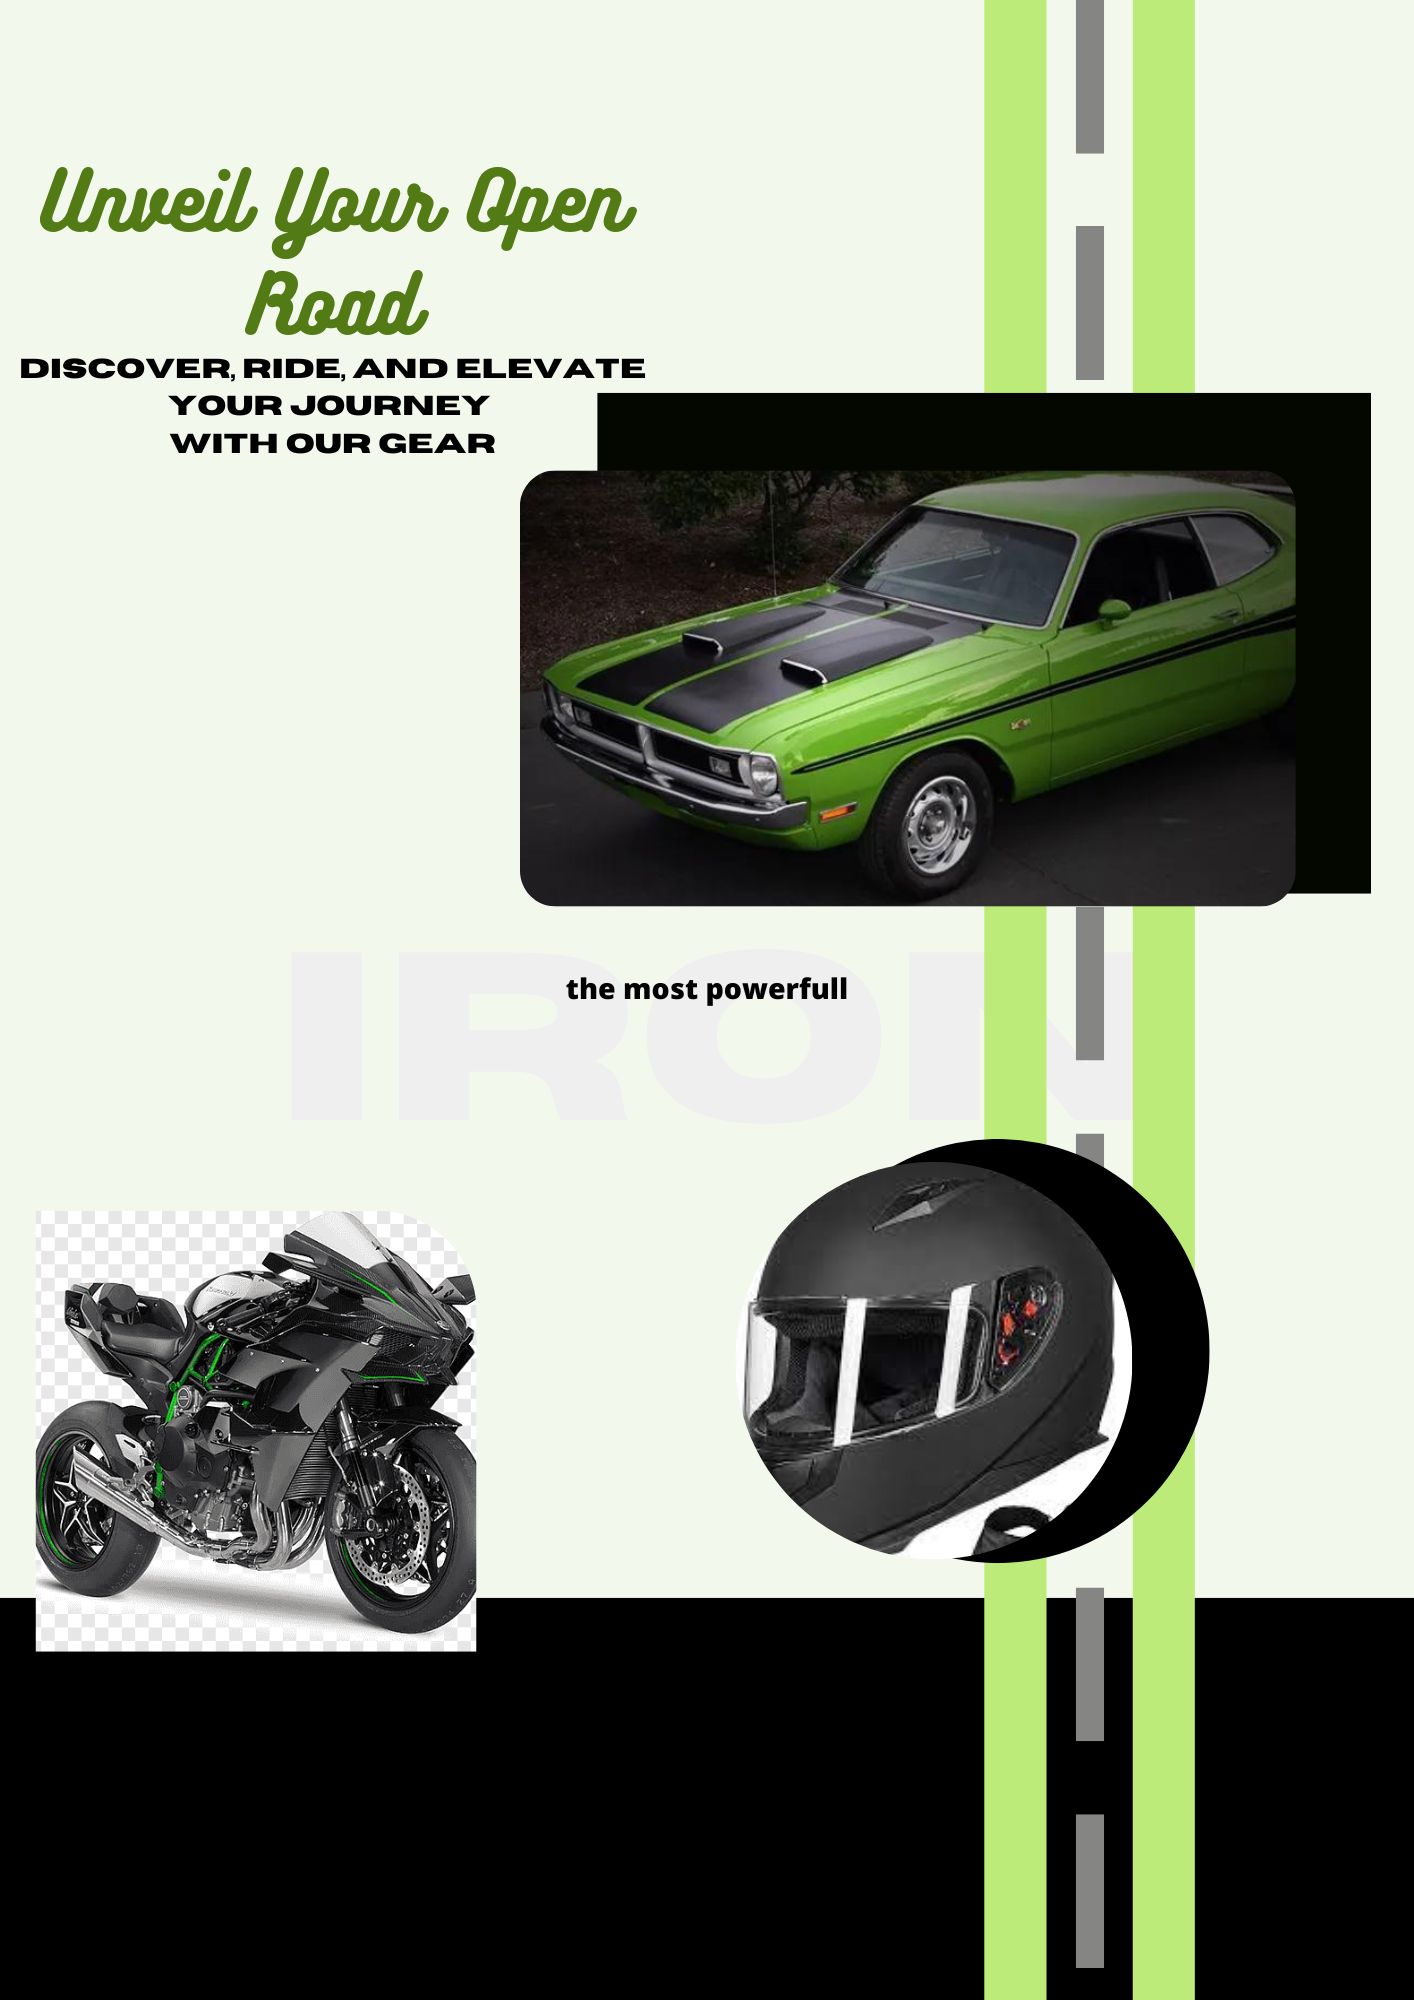 Unveil Your Open
Road
DISCOVER, RIDE, AND ELEVATE
YOUR JOURNEY
WITH OUR GEAR
IRON
the most powerfull